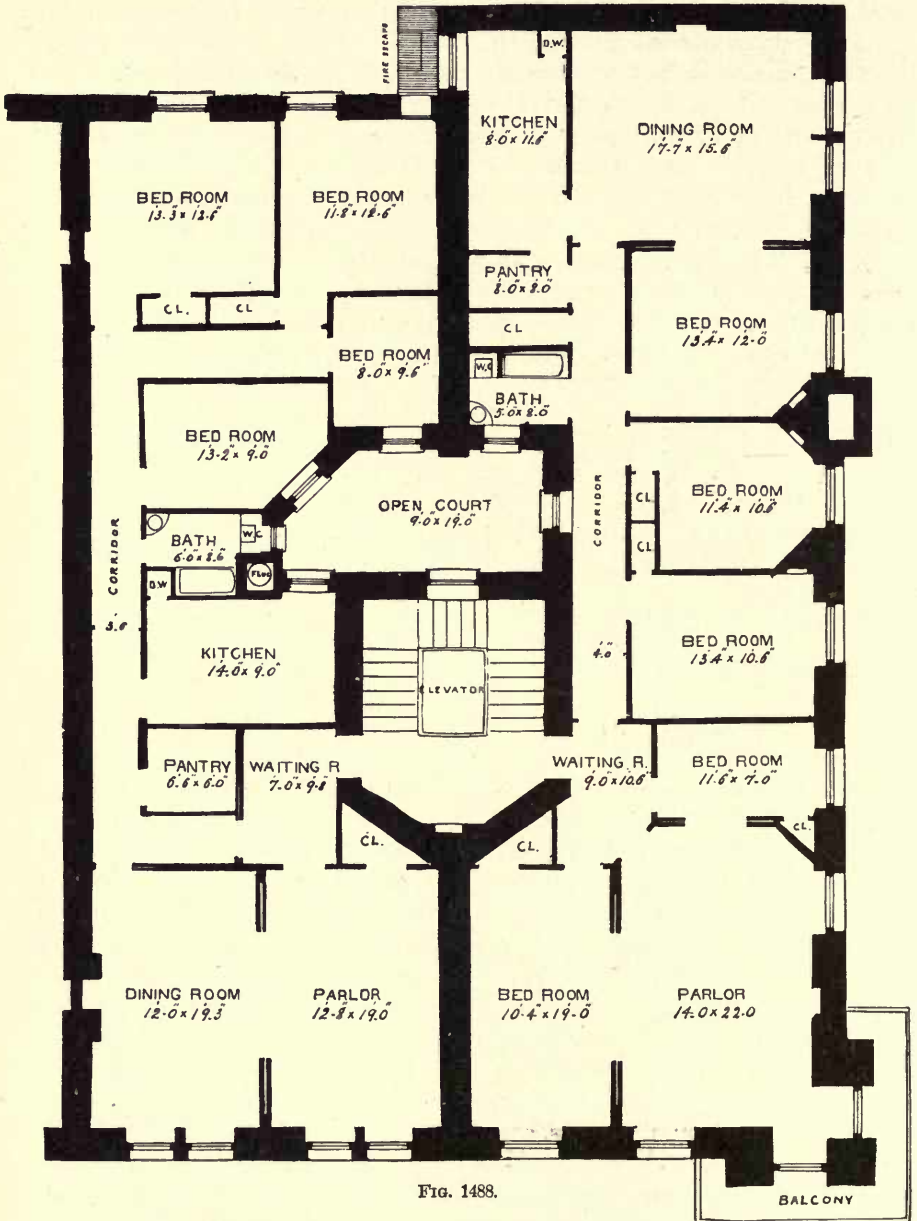 FIRE ESCAPE
D.W.
KITCHEN
8.0" x 11.6"
DINING ROOM
17.7" x 15.6"
BED ROOM
13.3" x 12.6"
BED ROOM
11.8" x 12.6"
PANTRY
8.0" x 8.0"
CL.
CL
CL
BED ROOM
13.4" x 12.0"
BED ROOM
8.0" x 9.6"
W.C
BATH
5.0" x 8.0"
BED ROOM
13.2" x 9.0"
OPEN COURT
9.0" x 19.0"
CORRIDOR
CL.
BED ROOM
11.4" x 10.6"
CL.
CORRIDOR
BATH
6.0" x 8.6"
W.C
FLUE
D.W
3.6
KITCHEN
14.0" x 9.0"
ELEVATOR
4.0"
BED ROOM
13.4" x 10.6"
PANTRY
6.6" x 6.0"
WAITING R
7.0" x 9.8"
WAITING R.
9.0" x 10.6"
BED ROOM
11.6" x 7.0"
CL.
CL.
CL.
DINING ROOM
12.0" x 19.3"
PARLOR
12.8" x 19.0"
BED ROOM
10.4" x 19.0"
PARLOR
14.0" x 22.0
FIG. 1488.
BALCONY